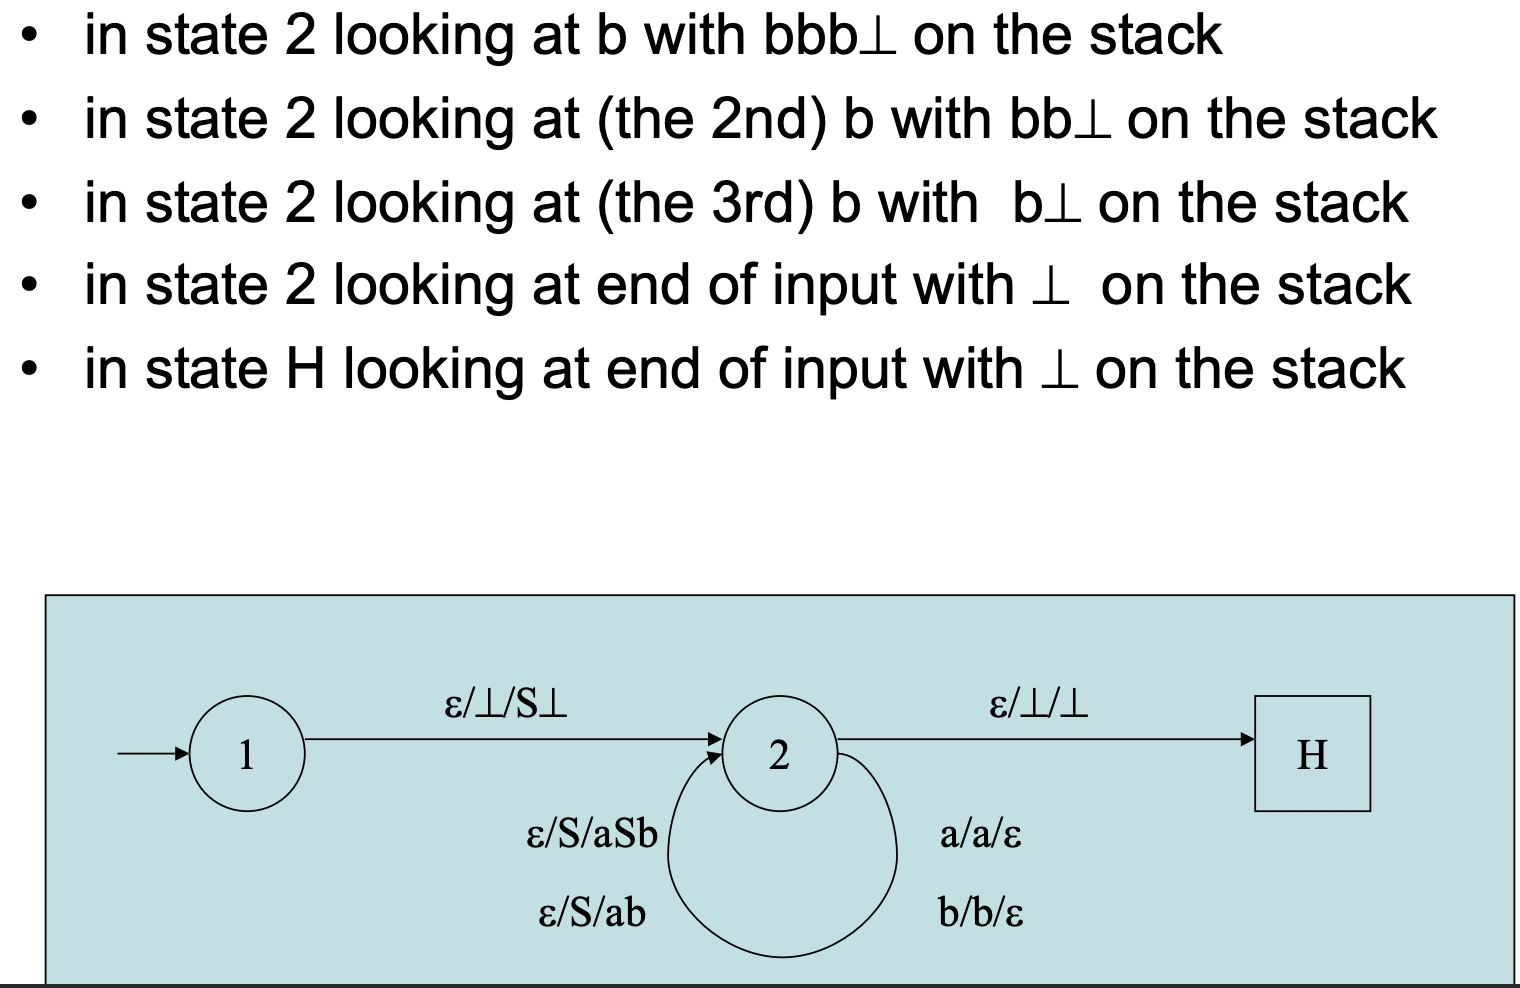 • in state 2 looking at b with bbb⊥ on the stack
• in state 2 looking at (the 2nd) b with bb⊥ on the stack
• in state 2 looking at (the 3rd) b with b⊥ on the stack
• in state 2 looking at end of input with ⊥ on the stack
• in state H looking at end of input with ⊥ on the stack
ε/⊥/S⊥
ε/⊥/⊥
1
2
H
ε/S/aSb
a/a/ε
ε/S/ab
b/b/ε